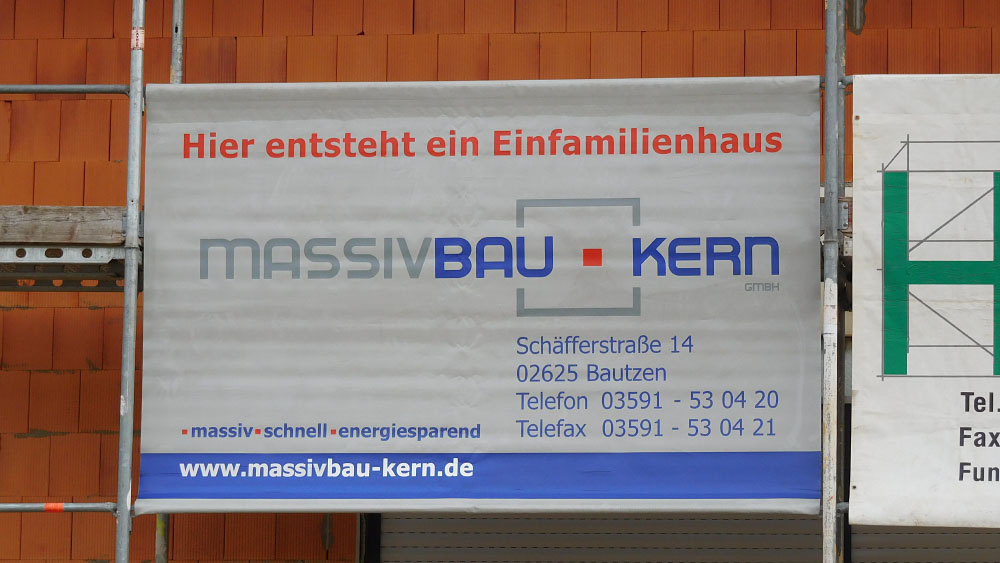 Hier entsteht ein Einfamilienhaus
MASSIVBAU KERN
GMBH
Schäfferstraße 14
02625 Bautzen
Telefon 03591 - 53 04 20
Telefax 03591 - 53 04 21
massiv schnell energiesparend
www.massivbau-kern.de
H
Tel.
Fax